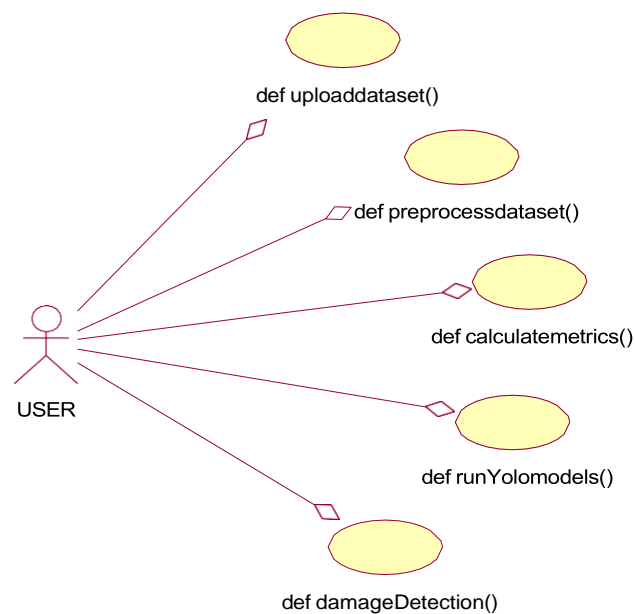 def uploaddataset()
def preprocessdataset()
def calculatemetrics()
USER
def runYolomodels()
def damageDetection()